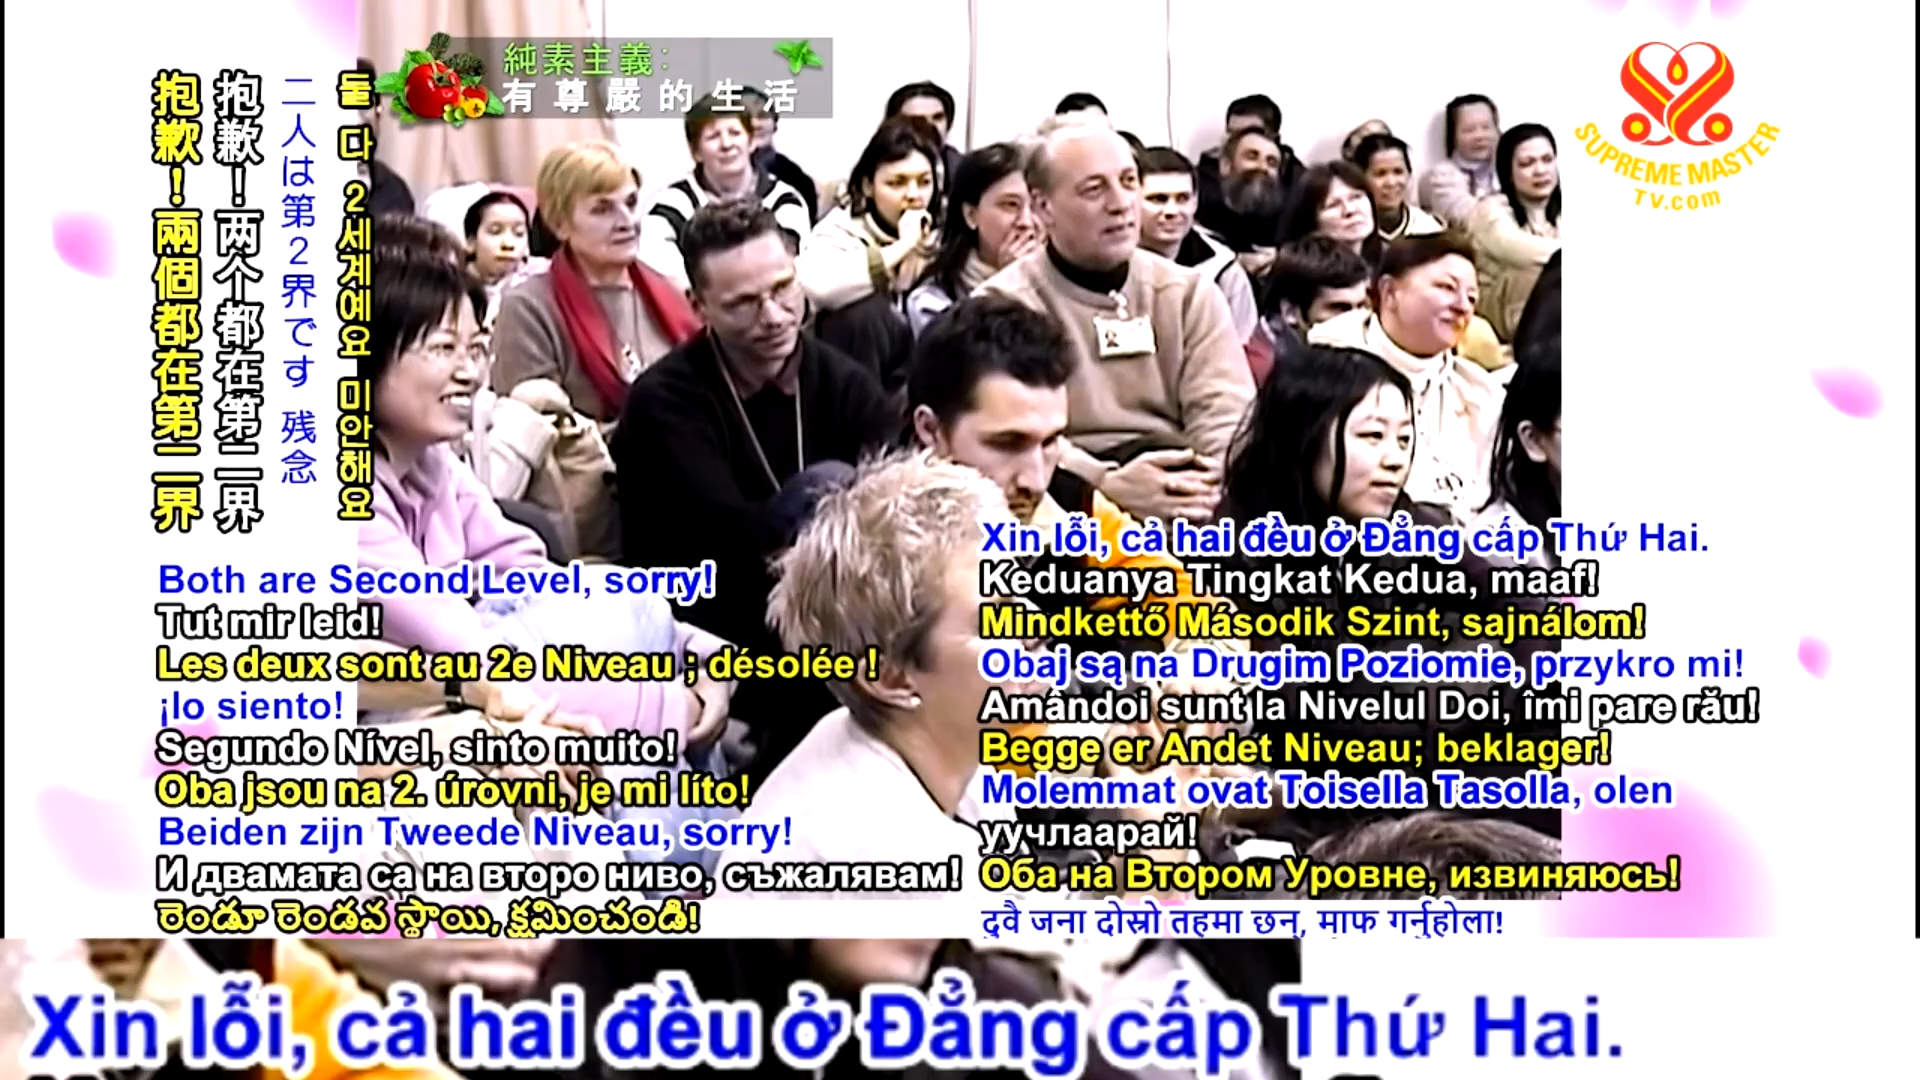 純素主義：
有尊嚴的生活
SUPREME MASTER
TV.com
둘 다 2세계예요 미안해요
二人は第２界です 残念
抱歉！两个都在第二界
抱歉！兩個都在第二界
Both are Second Level, sorry!
Tut mir leid!
Les deux sont au 2e Niveau ; désolée !
¡lo siento!
Segundo Nível, sinto muito!
Oba jsou na 2. úrovni, je mi líto!
Beiden zijn Tweede Niveau, sorry!
И двамата са на второ ниво, съжалявам!
రెండూ రెండవ స్థాయి, క్షమించండి!
Xin lỗi, cả hai đều ở Đẳng cấp Thứ Hai.
Keduanya Tingkat Kedua, maaf!
Mindkettő Második Szint, sajnálom!
Obaj są na Drugim Poziomie, przykro mi!
Amândoi sunt la Nivelul Doi, îmi pare rău!
Begge er Andet Niveau; beklager!
Molemmat ovat Toisella Tasolla, olen
уучлаарай!
Оба на Втором Уровне, извиняюсь!
दुवै जना दोस्रो तहमा छन्, माफ गर्नुहोला!
Xin lỗi, cả hai đều ở Đẳng cấp Thứ Hai.